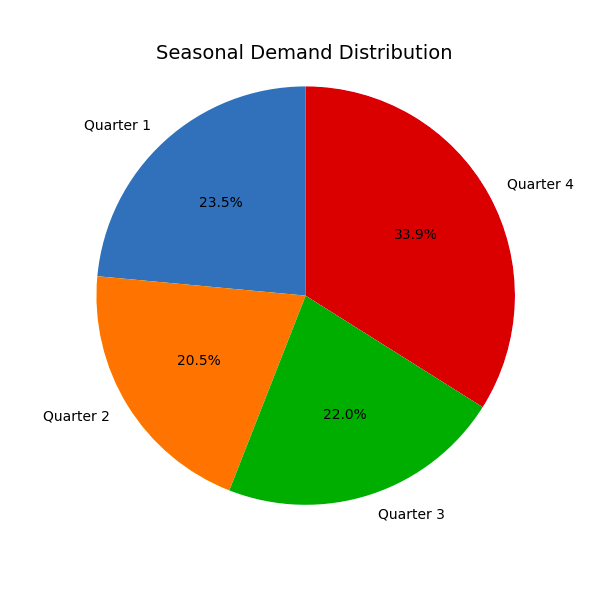 Seasonal Demand Distribution
Quarter 1
23.5%
Quarter 2
20.5%
Quarter 3
22.0%
Quarter 4
33.9%